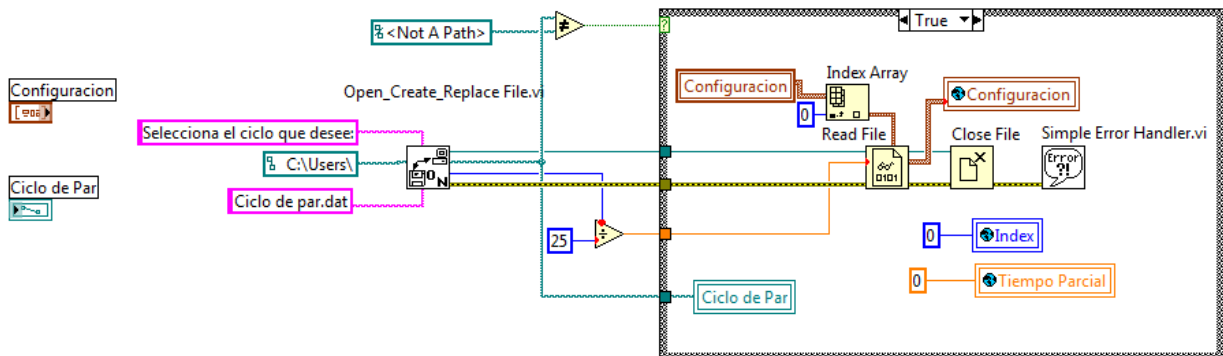 True
<Not A Path>
?
Configuracion
Open_Create_Replace File.vi
Index Array
Configuracion
Configuracion
0
Selecciona el ciclo que desee:
Read File
Close File
Simple Error Handler.vi
C:\Users\
0101
Error
?!
Ciclo de Par
N
Ciclo de par.dat
25
0
Index
0
Tiempo Parcial
Ciclo de Par